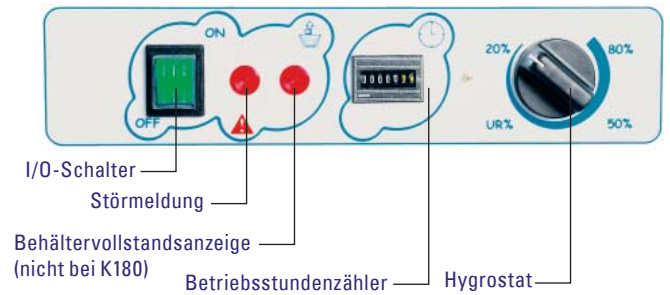 ON
20%
80%
OFF
UR%
50%
I/O-Schalter
Störmeldung
Behältervollstandsanzeige
(nicht bei K180)
Betriebsstundenzähler
Hygrostat